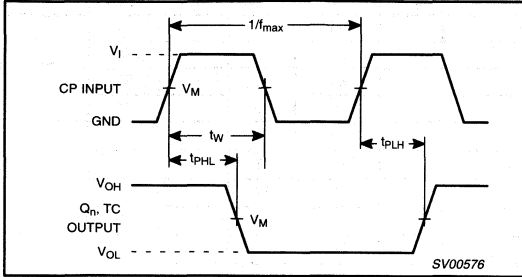 1/fmax
VI
CP INPUT
VM
GND
tW
tPHL
tPLH
VOH
Qn, TC
OUTPUT
VM
VOL
SV00576